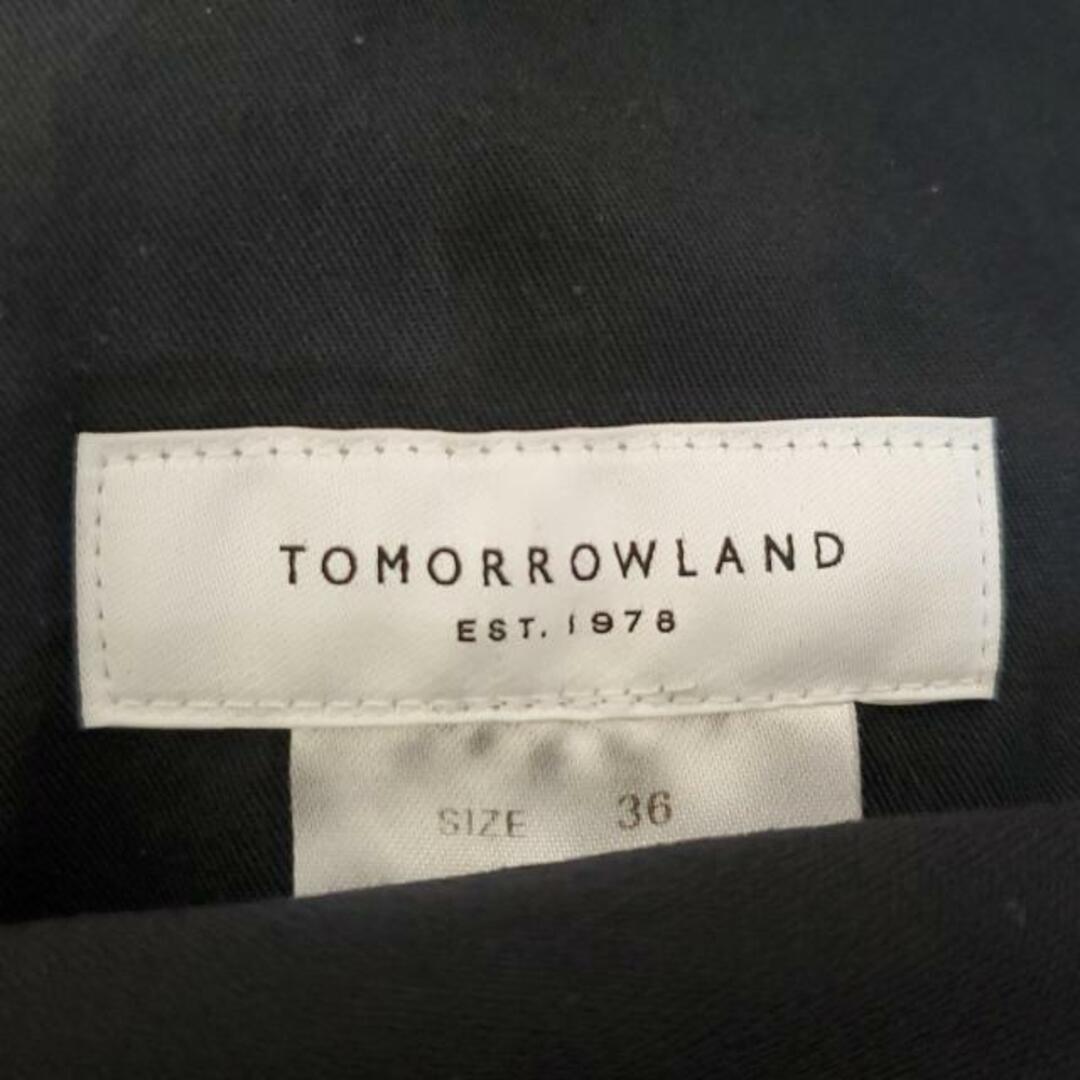 TOMORROWLAND
EST. 1978
SIZE 36